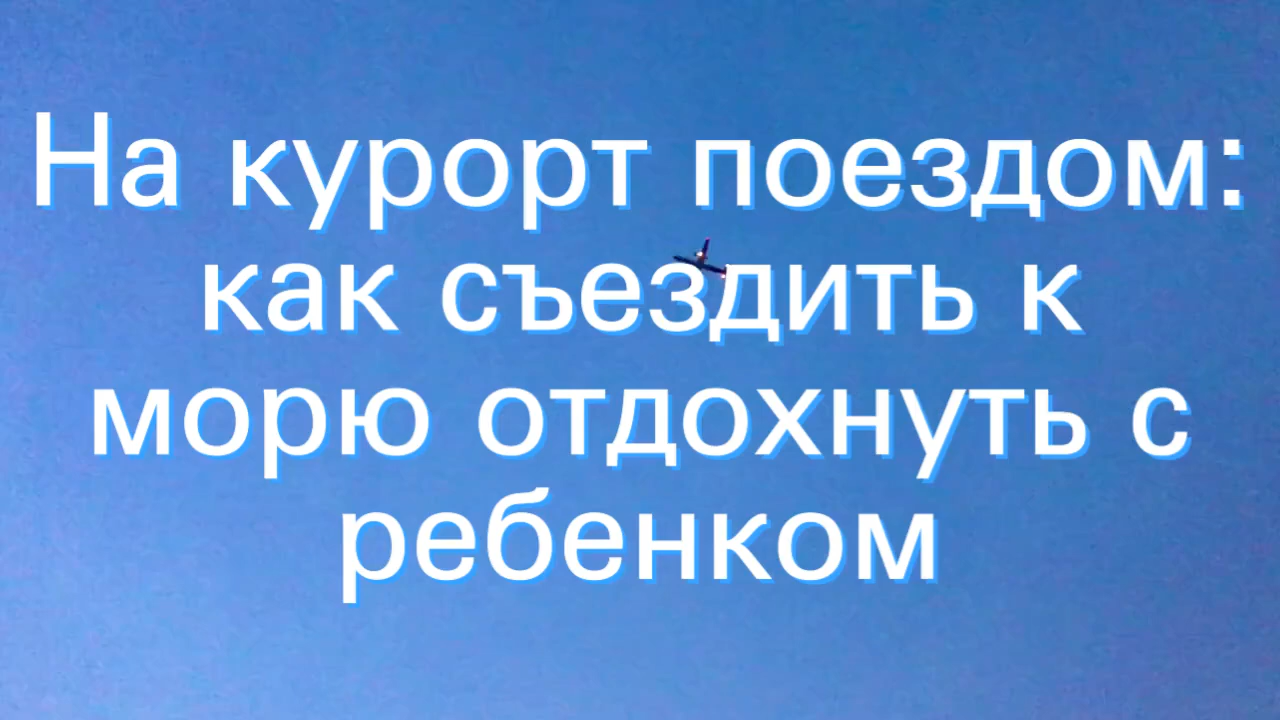 На курорт поездом:
как съездить к
морю отдохнуть с
ребенком